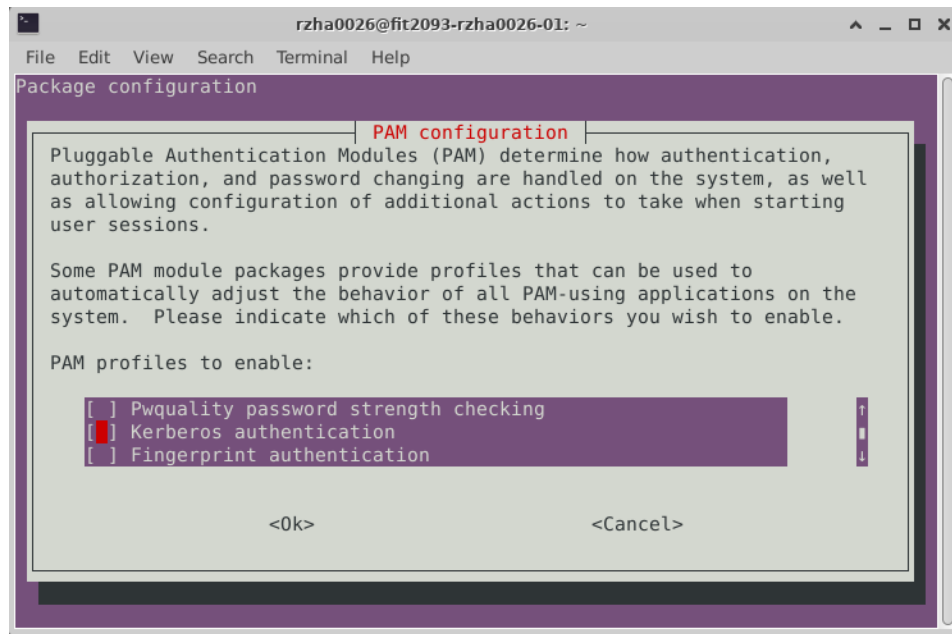 rzha0026@fit2093-rzha0026-01: ~
File Edit View Search Terminal Help
Package configuration
PAM configuration
Pluggable Authentication Modules (PAM) determine how authentication,
authorization, and password changing are handled on the system, as well
as allowing configuration of additional actions to take when starting
user sessions.
Some PAM module packages provide profiles that can be used to
automatically adjust the behavior of all PAM-using applications on the
system.  Please indicate which of these behaviors you wish to enable.
PAM profiles to enable:
[ ] Pwquality password strength checking
[ ] Kerberos authentication
[ ] Fingerprint authentication
<Ok> <Cancel>